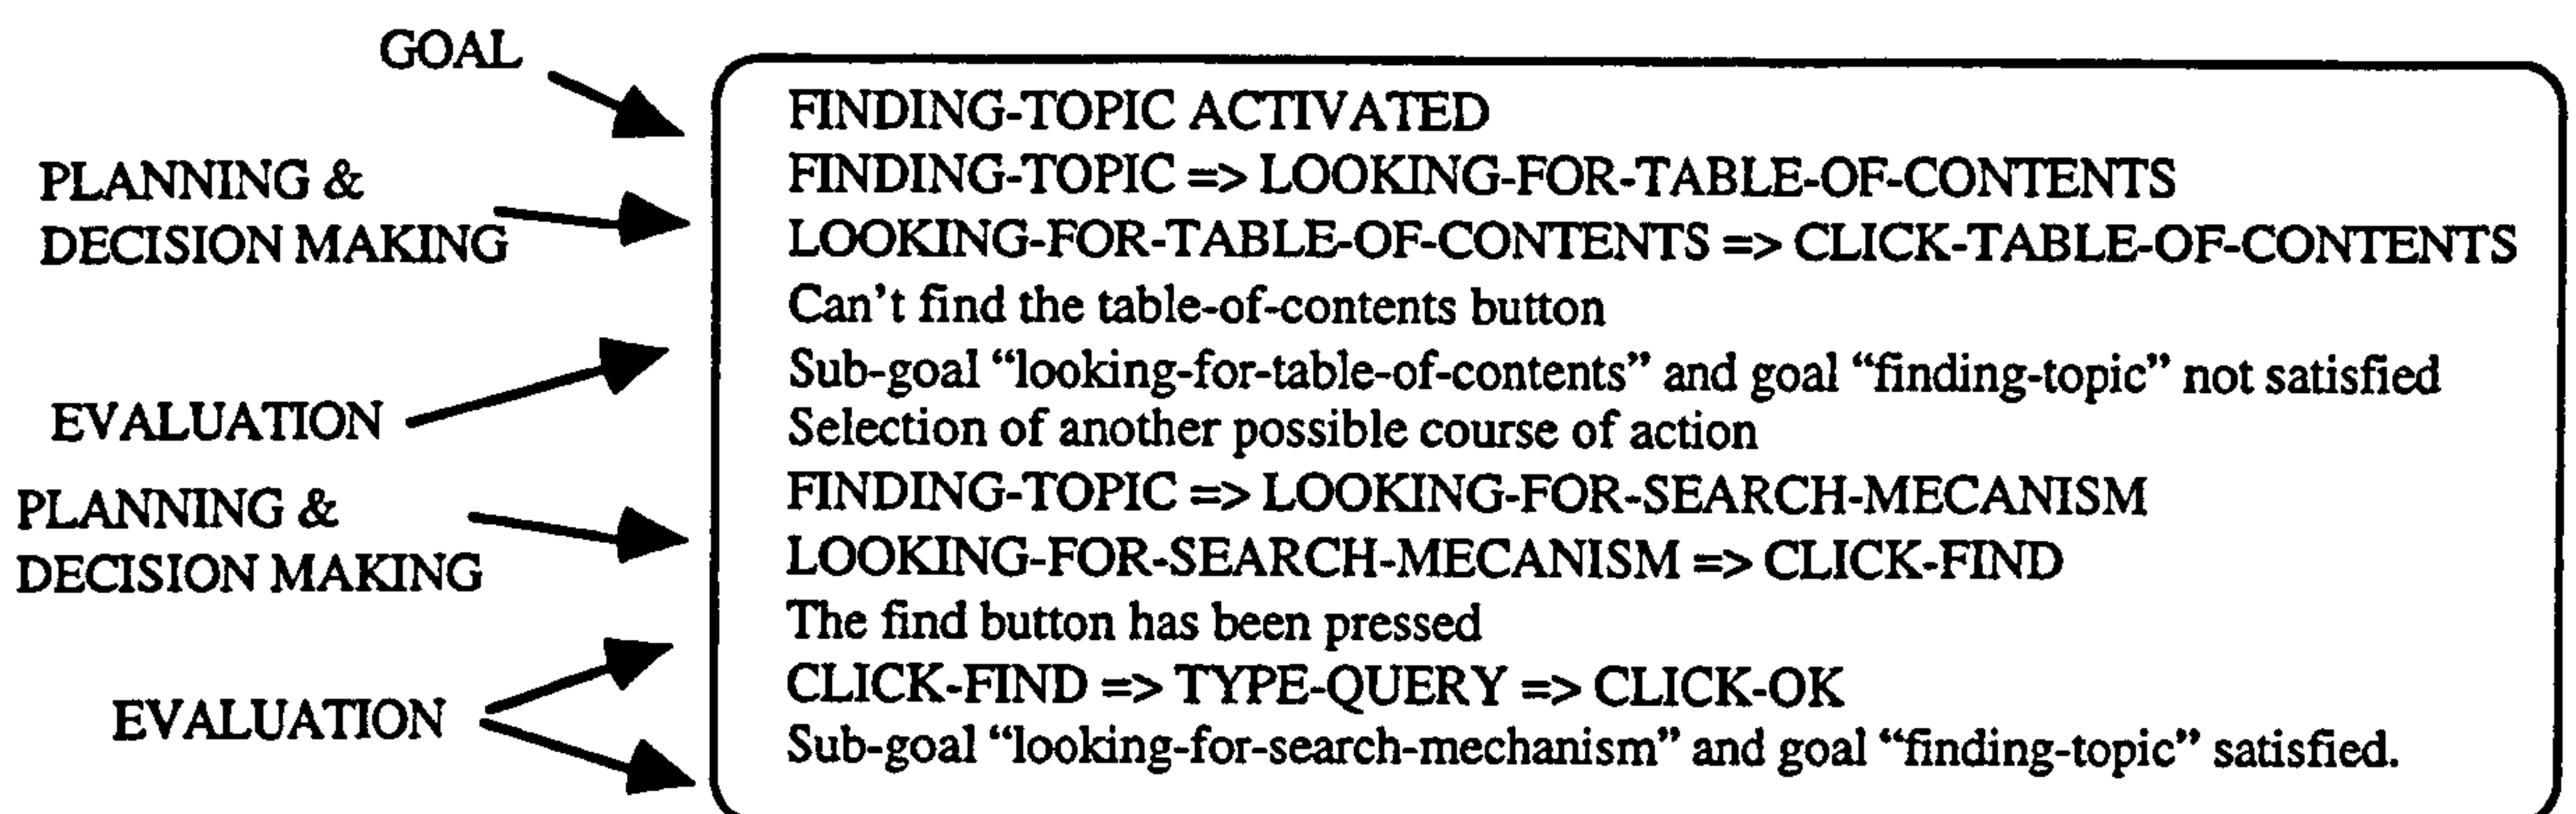 GOAL
FINDING-TOPIC ACTIVATED
PLANNING &
DECISION MAKING
FINDING-TOPIC => LOOKING-FOR-TABLE-OF-CONTENTS
LOOKING-FOR-TABLE-OF-CONTENTS => CLICK-TABLE-OF-CONTENTS
Can't find the table-of-contents button
EVALUATION
Sub-goal “looking-for-table-of-contents” and goal “finding-topic” not satisfied
Selection of another possible course of action
PLANNING &
DECISION MAKING
FINDING-TOPIC => LOOKING-FOR-SEARCH-MECANISM
LOOKING-FOR-SEARCH-MECANISM => CLICK-FIND
The find button has been pressed
EVALUATION
CLICK-FIND => TYPE-QUERY => CLICK-OK
Sub-goal “looking-for-search-mechanism” and goal “finding-topic” satisfied.